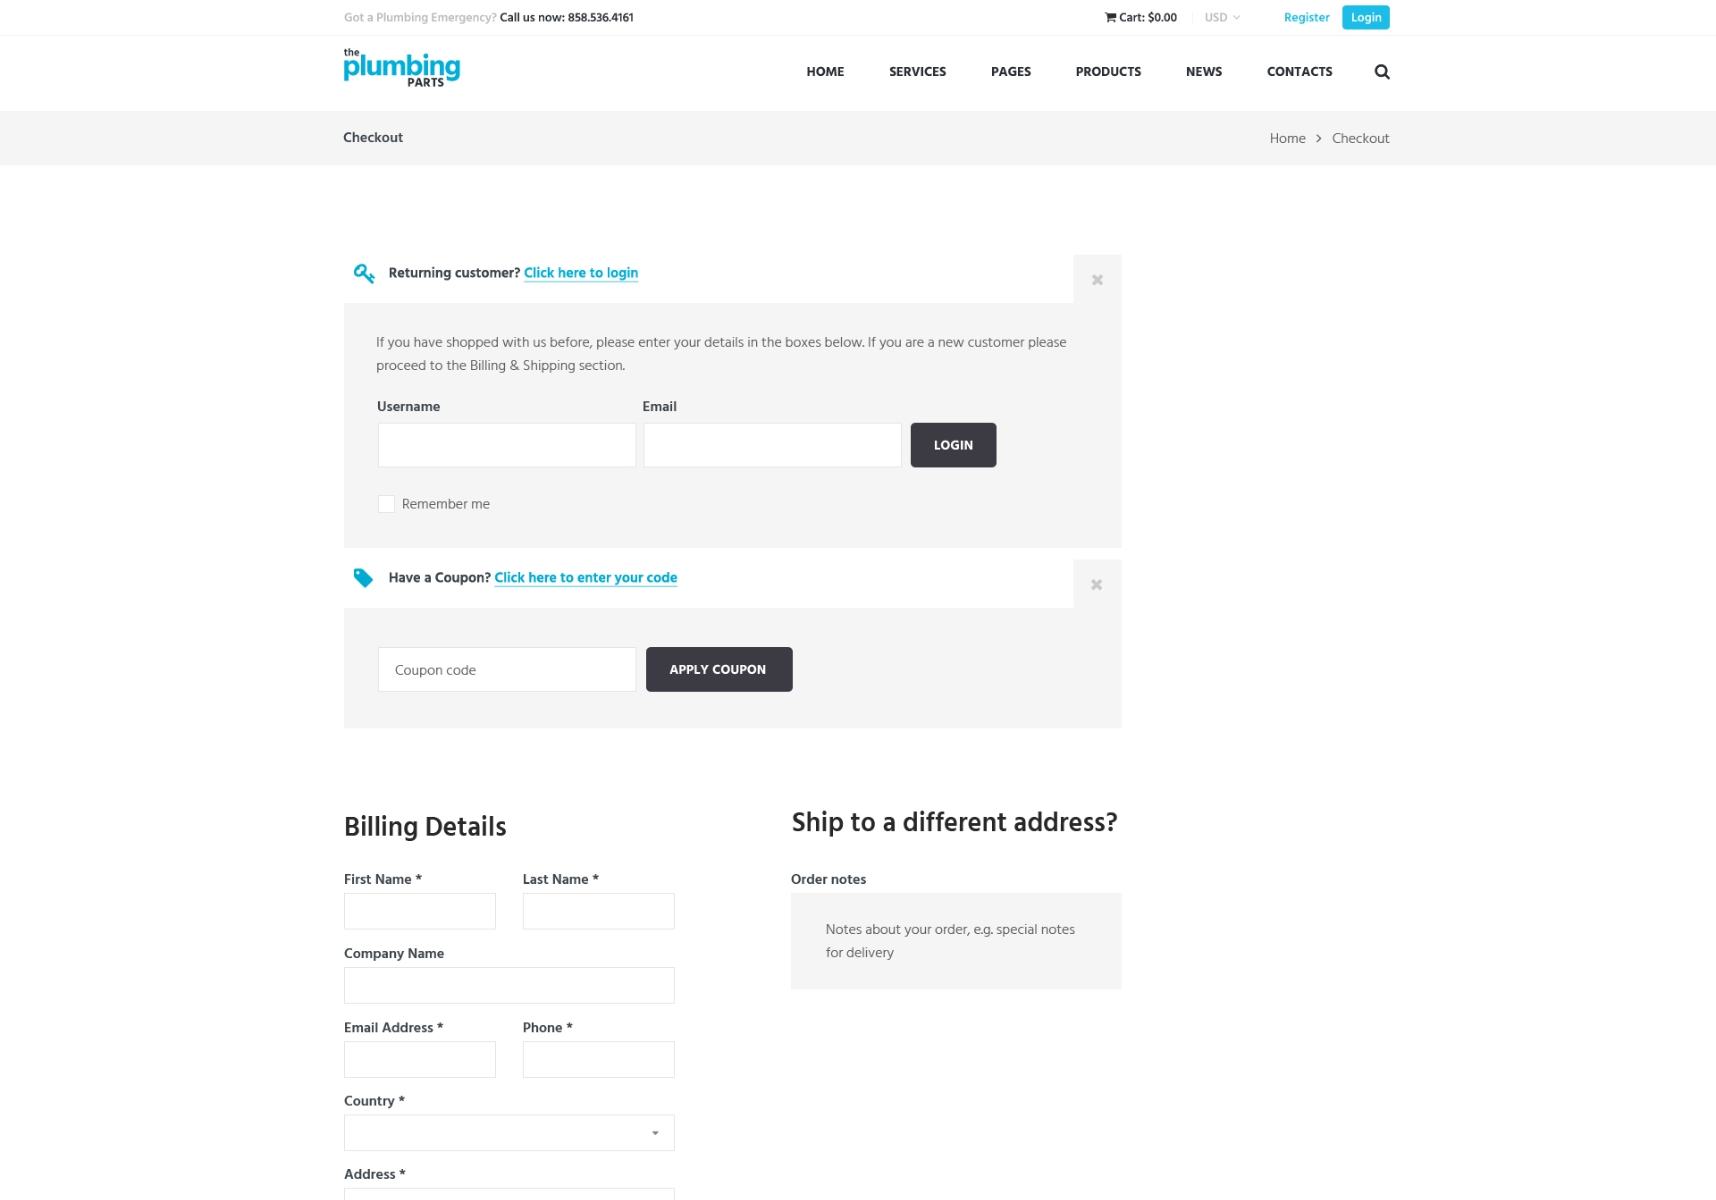 Got a Plumbing Emergency? Call us now: 858.536.4161
Cart: $0.00
USD
Register
Login
the
plumbing
PARTS
HOME
SERVICES
PAGES
PRODUCTS
NEWS
CONTACTS
Checkout
Home
Checkout
Returning customer? Click here to login
If you have shopped with us before, please enter your details in the boxes below. If you are a new customer please
proceed to the Billing & Shipping section.
Username
Email
LOGIN
Remember me
Have a Coupon? Click here to enter your code
Coupon code
APPLY COUPON
Billing Details
Ship to a different address?
First Name *
Last Name *
Order notes
Notes about your order, e.g. special notes
for delivery
Company Name
Email Address *
Phone *
Country *
Address *